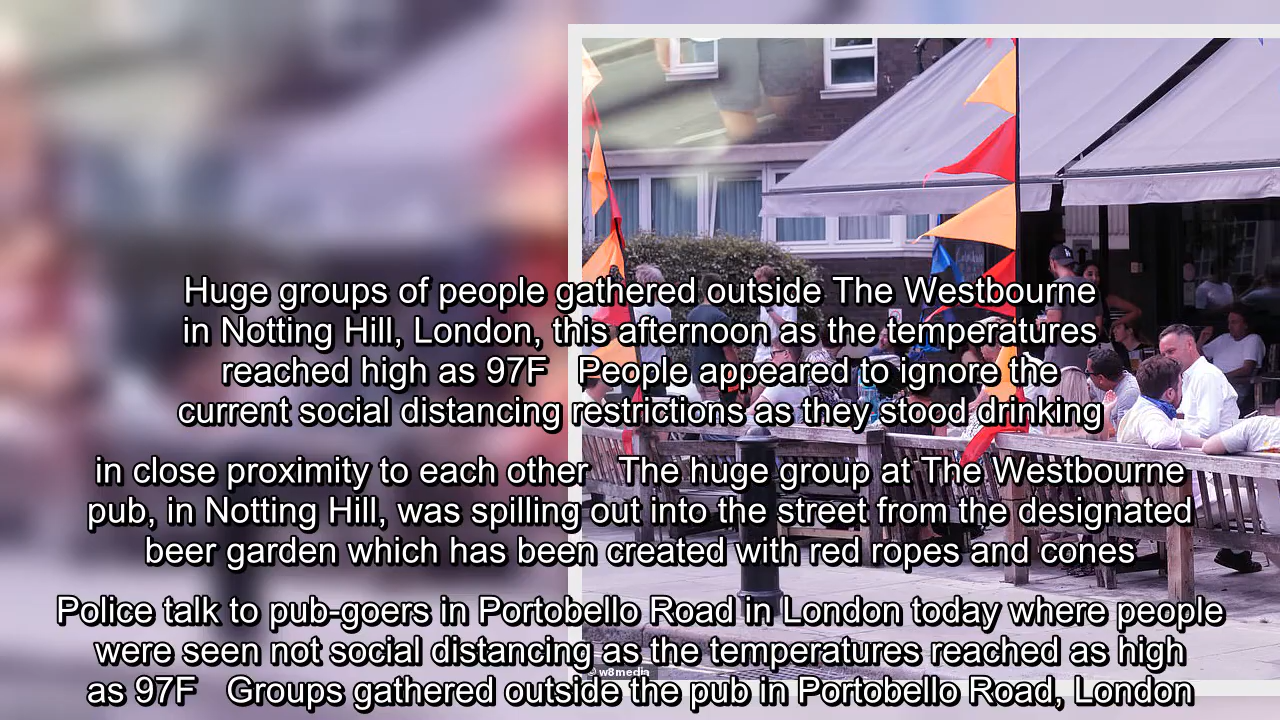 Huge groups of people gathered outside The Westbourne
in Notting Hill, London, this afternoon as the temperatures
reached high as 97F People appeared to ignore the
current social distancing restrictions as they stood drinking
in close proximity to each other The huge group at The Westbourne
pub, in Notting Hill, was spilling out into the street from the designated
beer garden which has been created with red ropes and cones
Police talk to pub-goers in Portobello Road in London today where people
were seen not social distancing as the temperatures reached as high
© w8media
as 97F Groups gathered outside the pub in Portobello Road, London